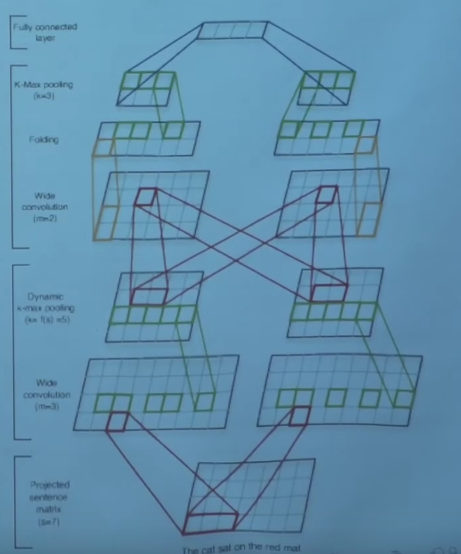 Fully connected
layer
K-Max pooling
(k=3)
Folding
Wide
convolution
(m=2)
Dynamic
k-max pooling
(k= f(s) =5)
Wide
convolution
(m=3)
Projected
sentence
matrix
(s=7)
The cat sat on the red mat